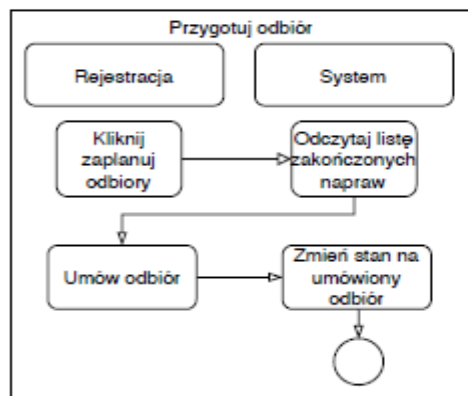 Przygotuj odbiór
Rejestracja
System
Kliknij
zaplanuj
odbiory
Odczytaj listę
zakończonych
napraw
Umów odbiór
Zmień stan na
umówiony
odbiór